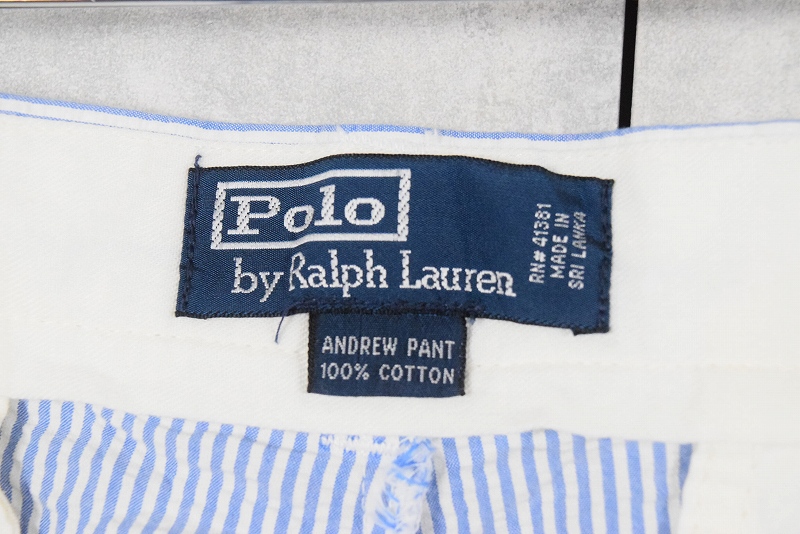 Polo
by Ralph Lauren
RN# 41381
MADE IN
SRI LANKA
ANDREW PANT
100% COTTON